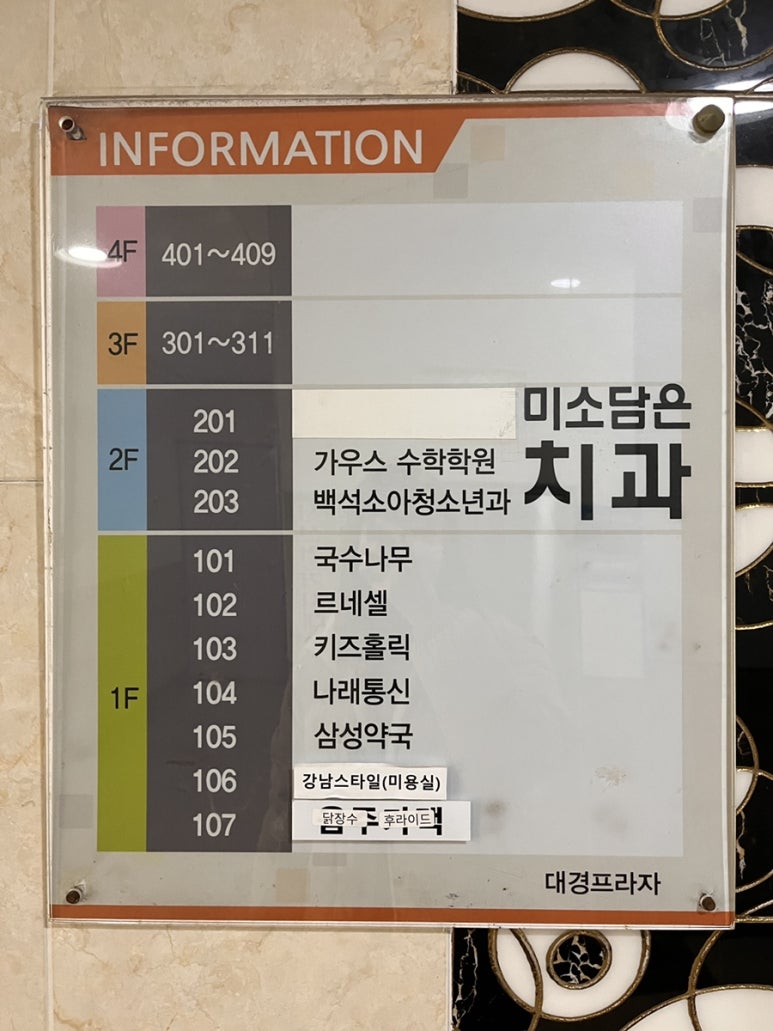 INFORMATION
4F 401~409
3F 301~311
2F
201
202 가우스 수학학원
203 백석소아청소년과
미소담은
치과
1F
101 국수나무
102 르네셀
103 키즈홀릭
104 나래통신
105 삼성약국
106 강남스타일(미용실)
107 닭장수 후라이드
대경프라자